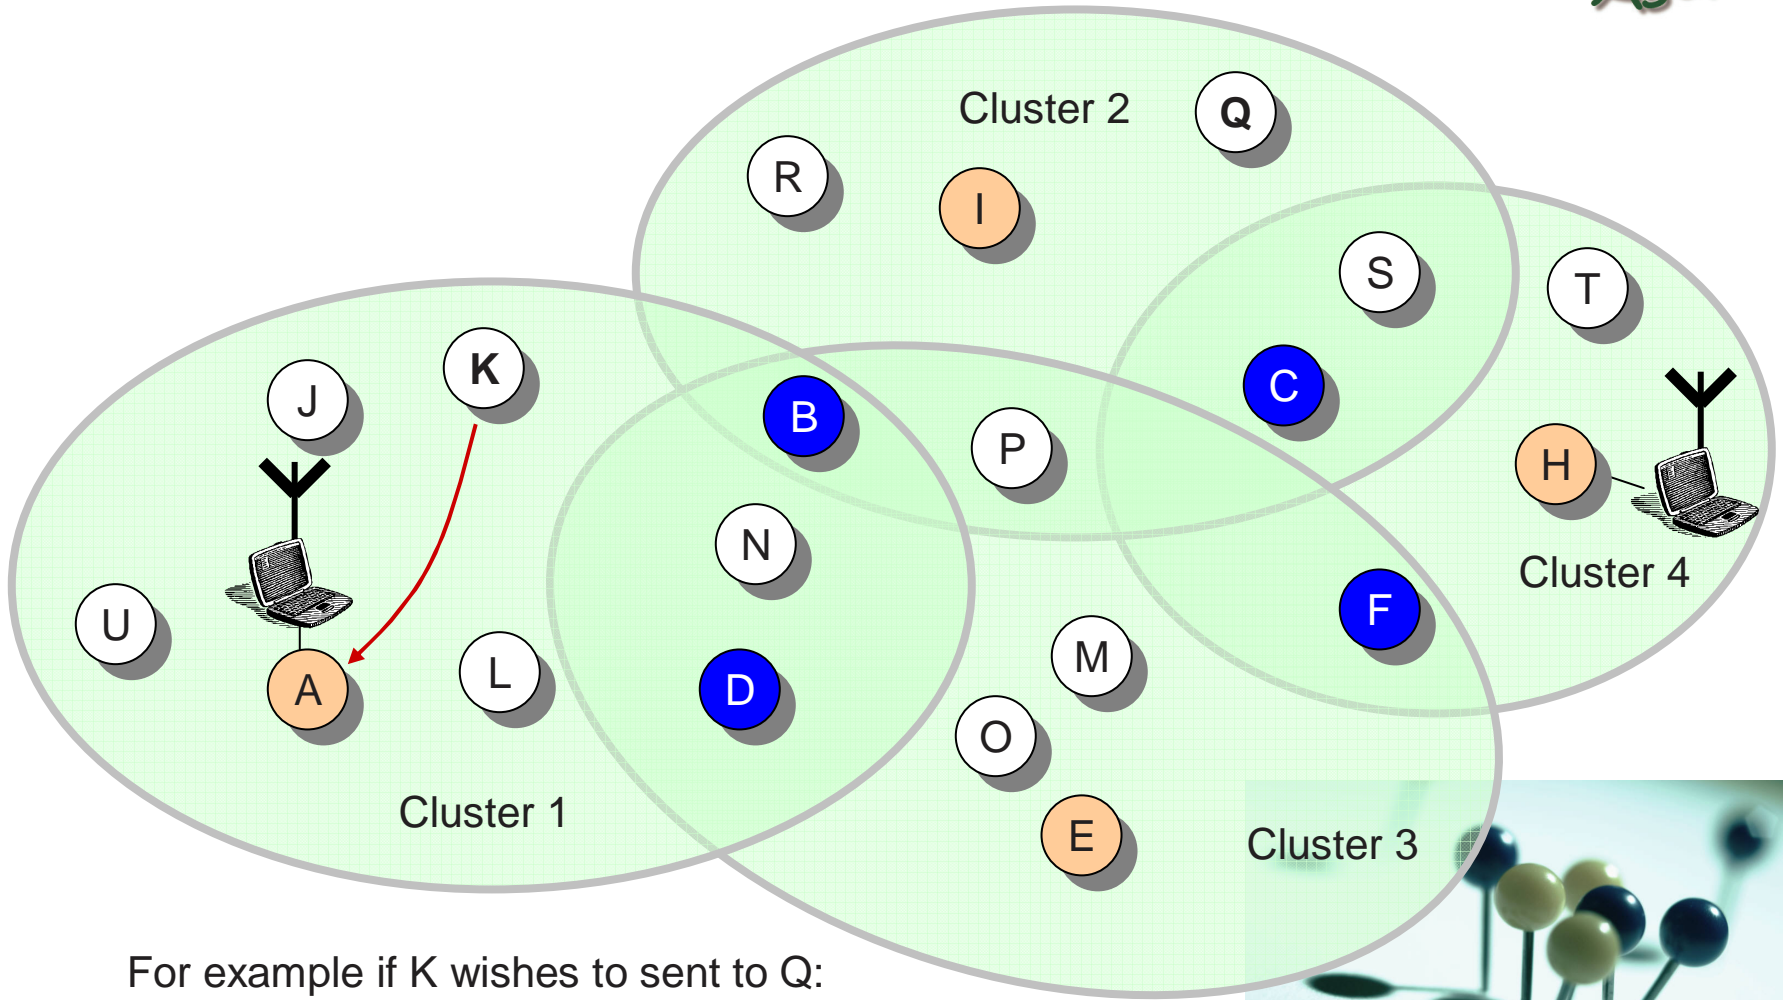 Cluster 2
Q
R
I
S
T
K
J
B
C
P
H
N
Cluster 4
F
U
M
L
A
D
O
Cluster 1
E
Cluster 3
For example if K wishes to sent to Q: